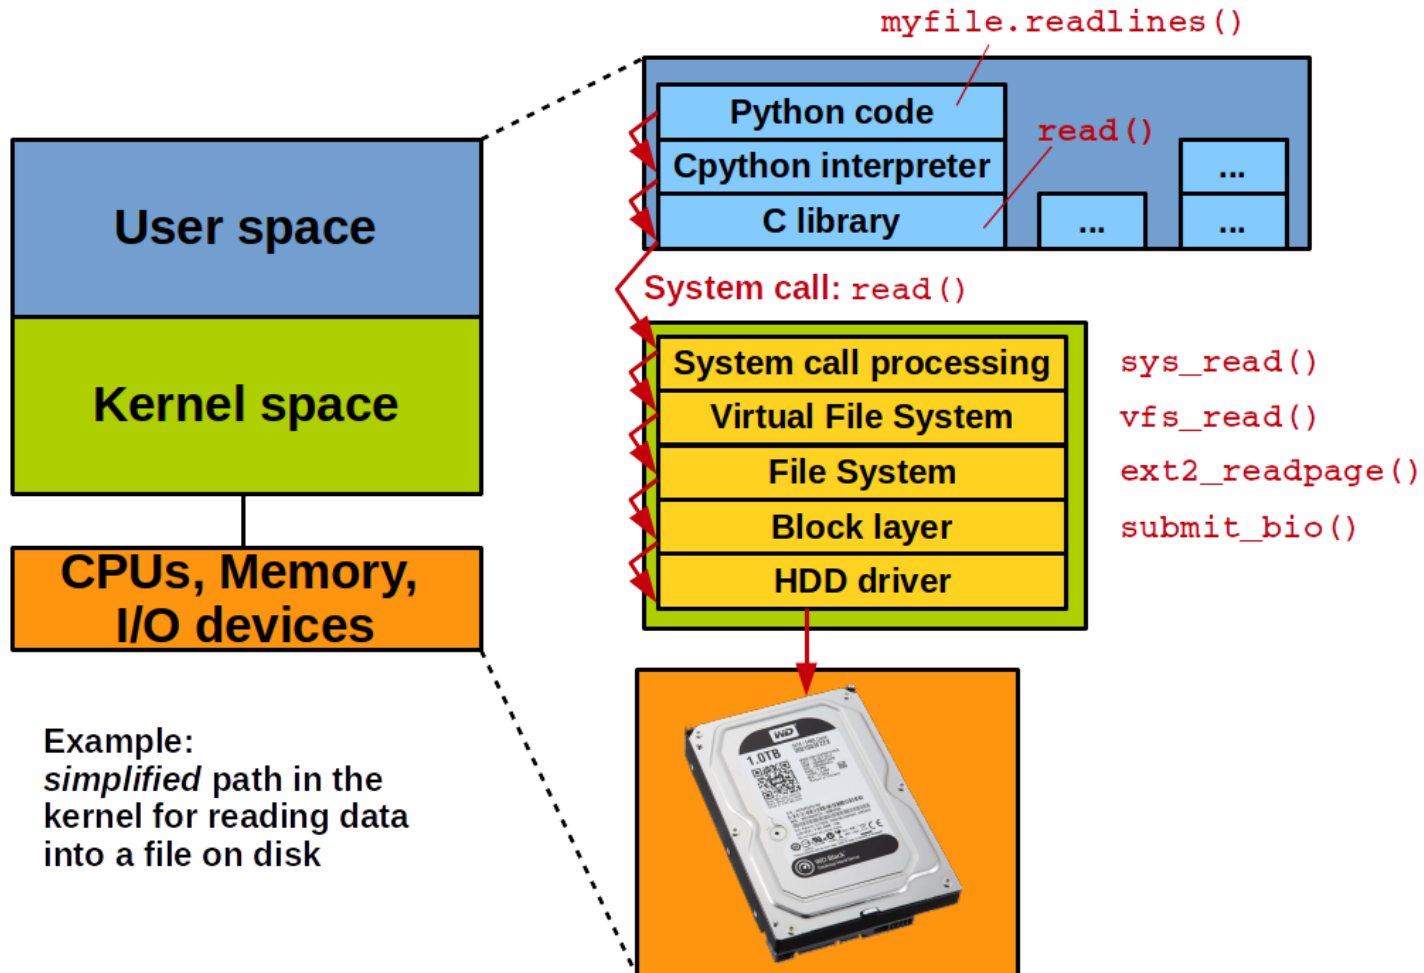 myfile.readlines()
Python code
read()
Cpython interpreter
...
User space
C library
...
...
System call: read()
System call processing
sys_read()
Kernel space
Virtual File System
vfs_read()
File System
ext2_readpage()
Block layer
submit_bio()
CPUs, Memory,
I/O devices
HDD driver
Example:
simplified path in the
kernel for reading data
into a file on disk
WD
1.0TB
WD Black